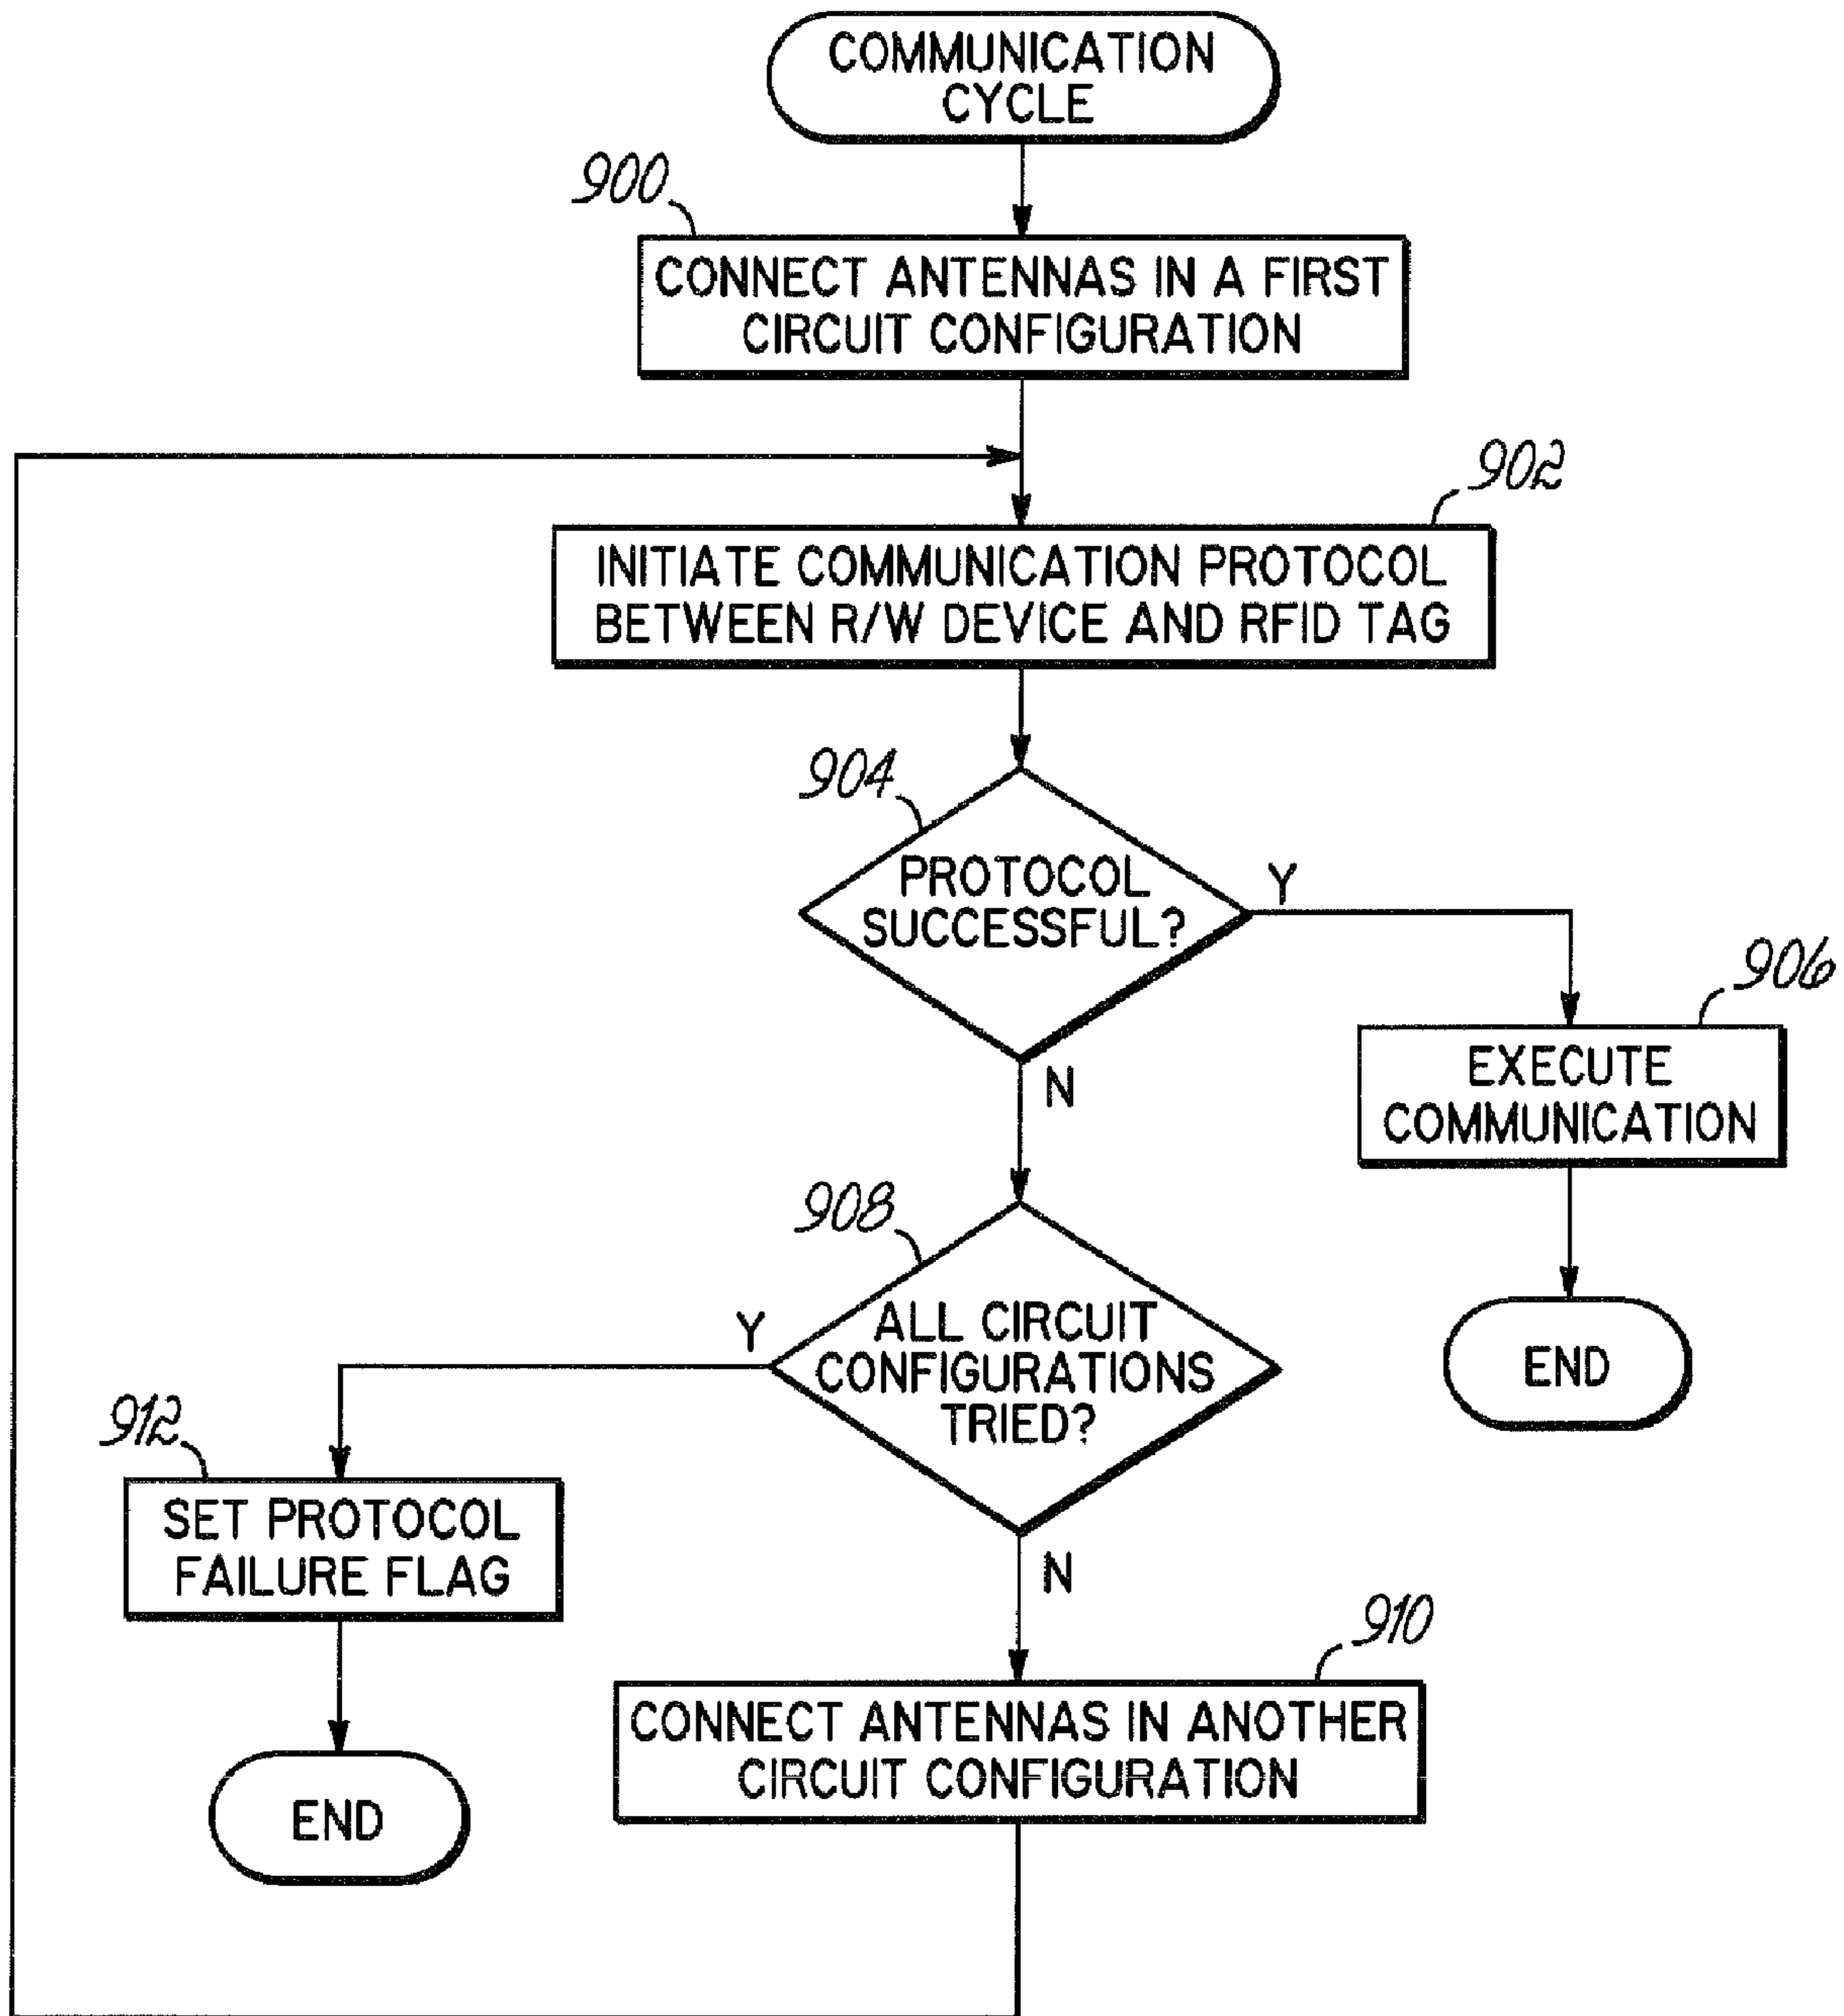 COMMUNICATION
CYCLE
900
CONNECT ANTENNAS IN A FIRST
CIRCUIT CONFIGURATION
902
INITIATE COMMUNICATION PROTOCOL
BETWEEN R/W DEVICE AND RFID TAG
904
PROTOCOL
SUCCESSFUL?
Y
906
EXECUTE
COMMUNICATION
N
END
908
ALL CIRCUIT
CONFIGURATIONS
TRIED?
Y
912
SET PROTOCOL
FAILURE FLAG
END
N
910
CONNECT ANTENNAS IN ANOTHER
CIRCUIT CONFIGURATION